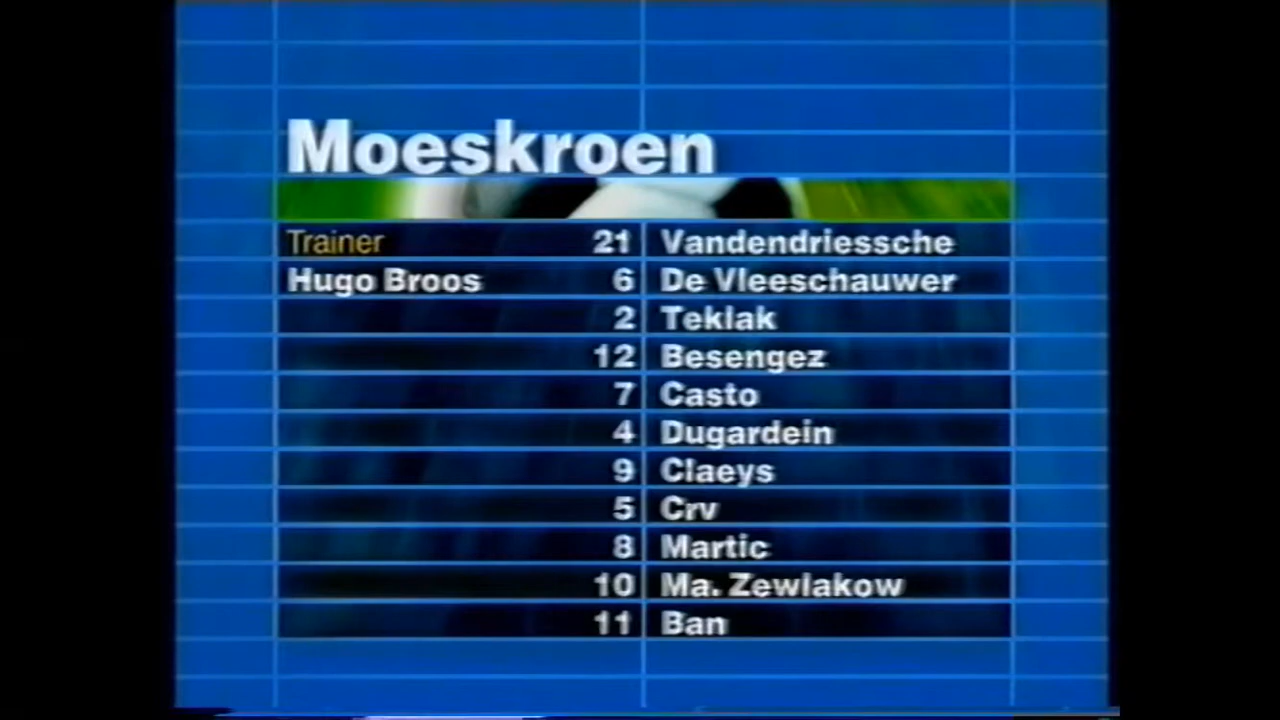 Moeskroen
Trainer 21 Vandendriessche
Hugo Broos 6 De Vleeschauwer
2 Teklak
12 Besengez
7 Casto
4 Dugardein
9 Claeys
5 Crv
8 Martic
10 Ma. Zewlakow
11 Ban